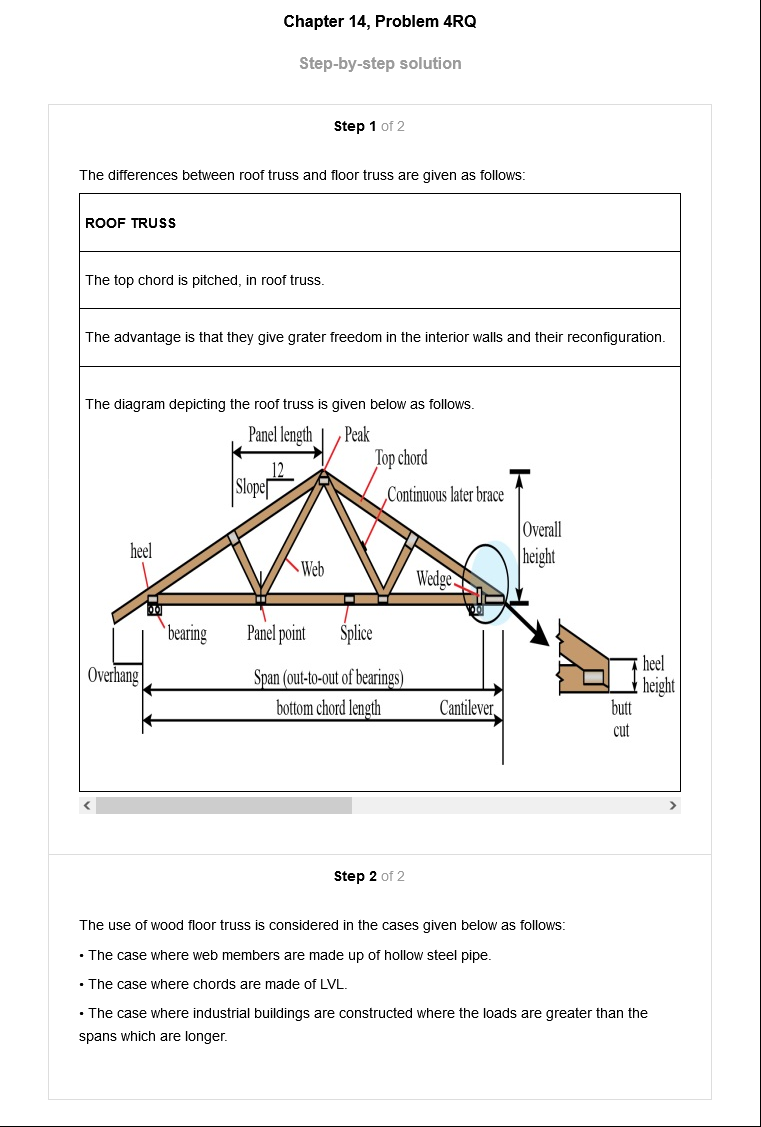 Chapter 14, Problem 4RQ
Step-by-step solution
Step 1 of 2
The differences between roof truss and floor truss are given as follows:
ROOF TRUSS
The top chord is pitched, in roof truss.
The advantage is that they give grater freedom in the interior walls and their reconfiguration.
The diagram depicting the roof truss is given below as follows.
Panel length
Peak
12
Slope
Top chord
Continuous later brace
Overall
height
heel
Web
Wedge
bearing
Panel point
Splice
Overhang
Span (out-to-out of bearings)
bottom chord length
Cantilever
heel
height
butt
cut
Step 2 of 2
The use of wood floor truss is considered in the cases given below as follows:
• The case where web members are made up of hollow steel pipe.
• The case where chords are made of LVL.
• The case where industrial buildings are constructed where the loads are greater than the
spans which are longer.